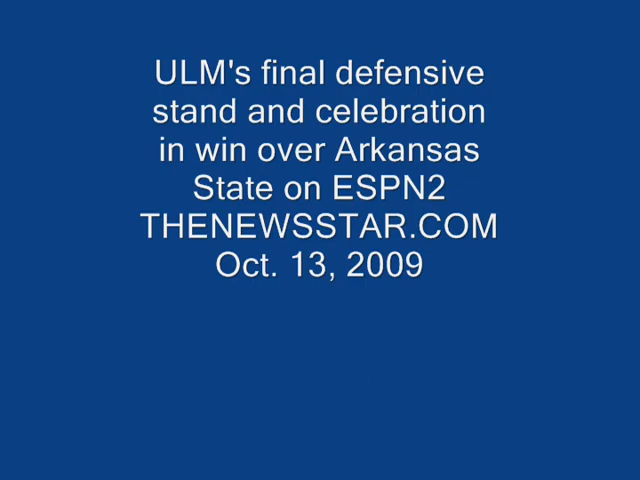 ULM's final defensive
stand and celebration
in win over Arkansas
State on ESPN2
THENEWSSTAR.COM
Oct. 13, 2009